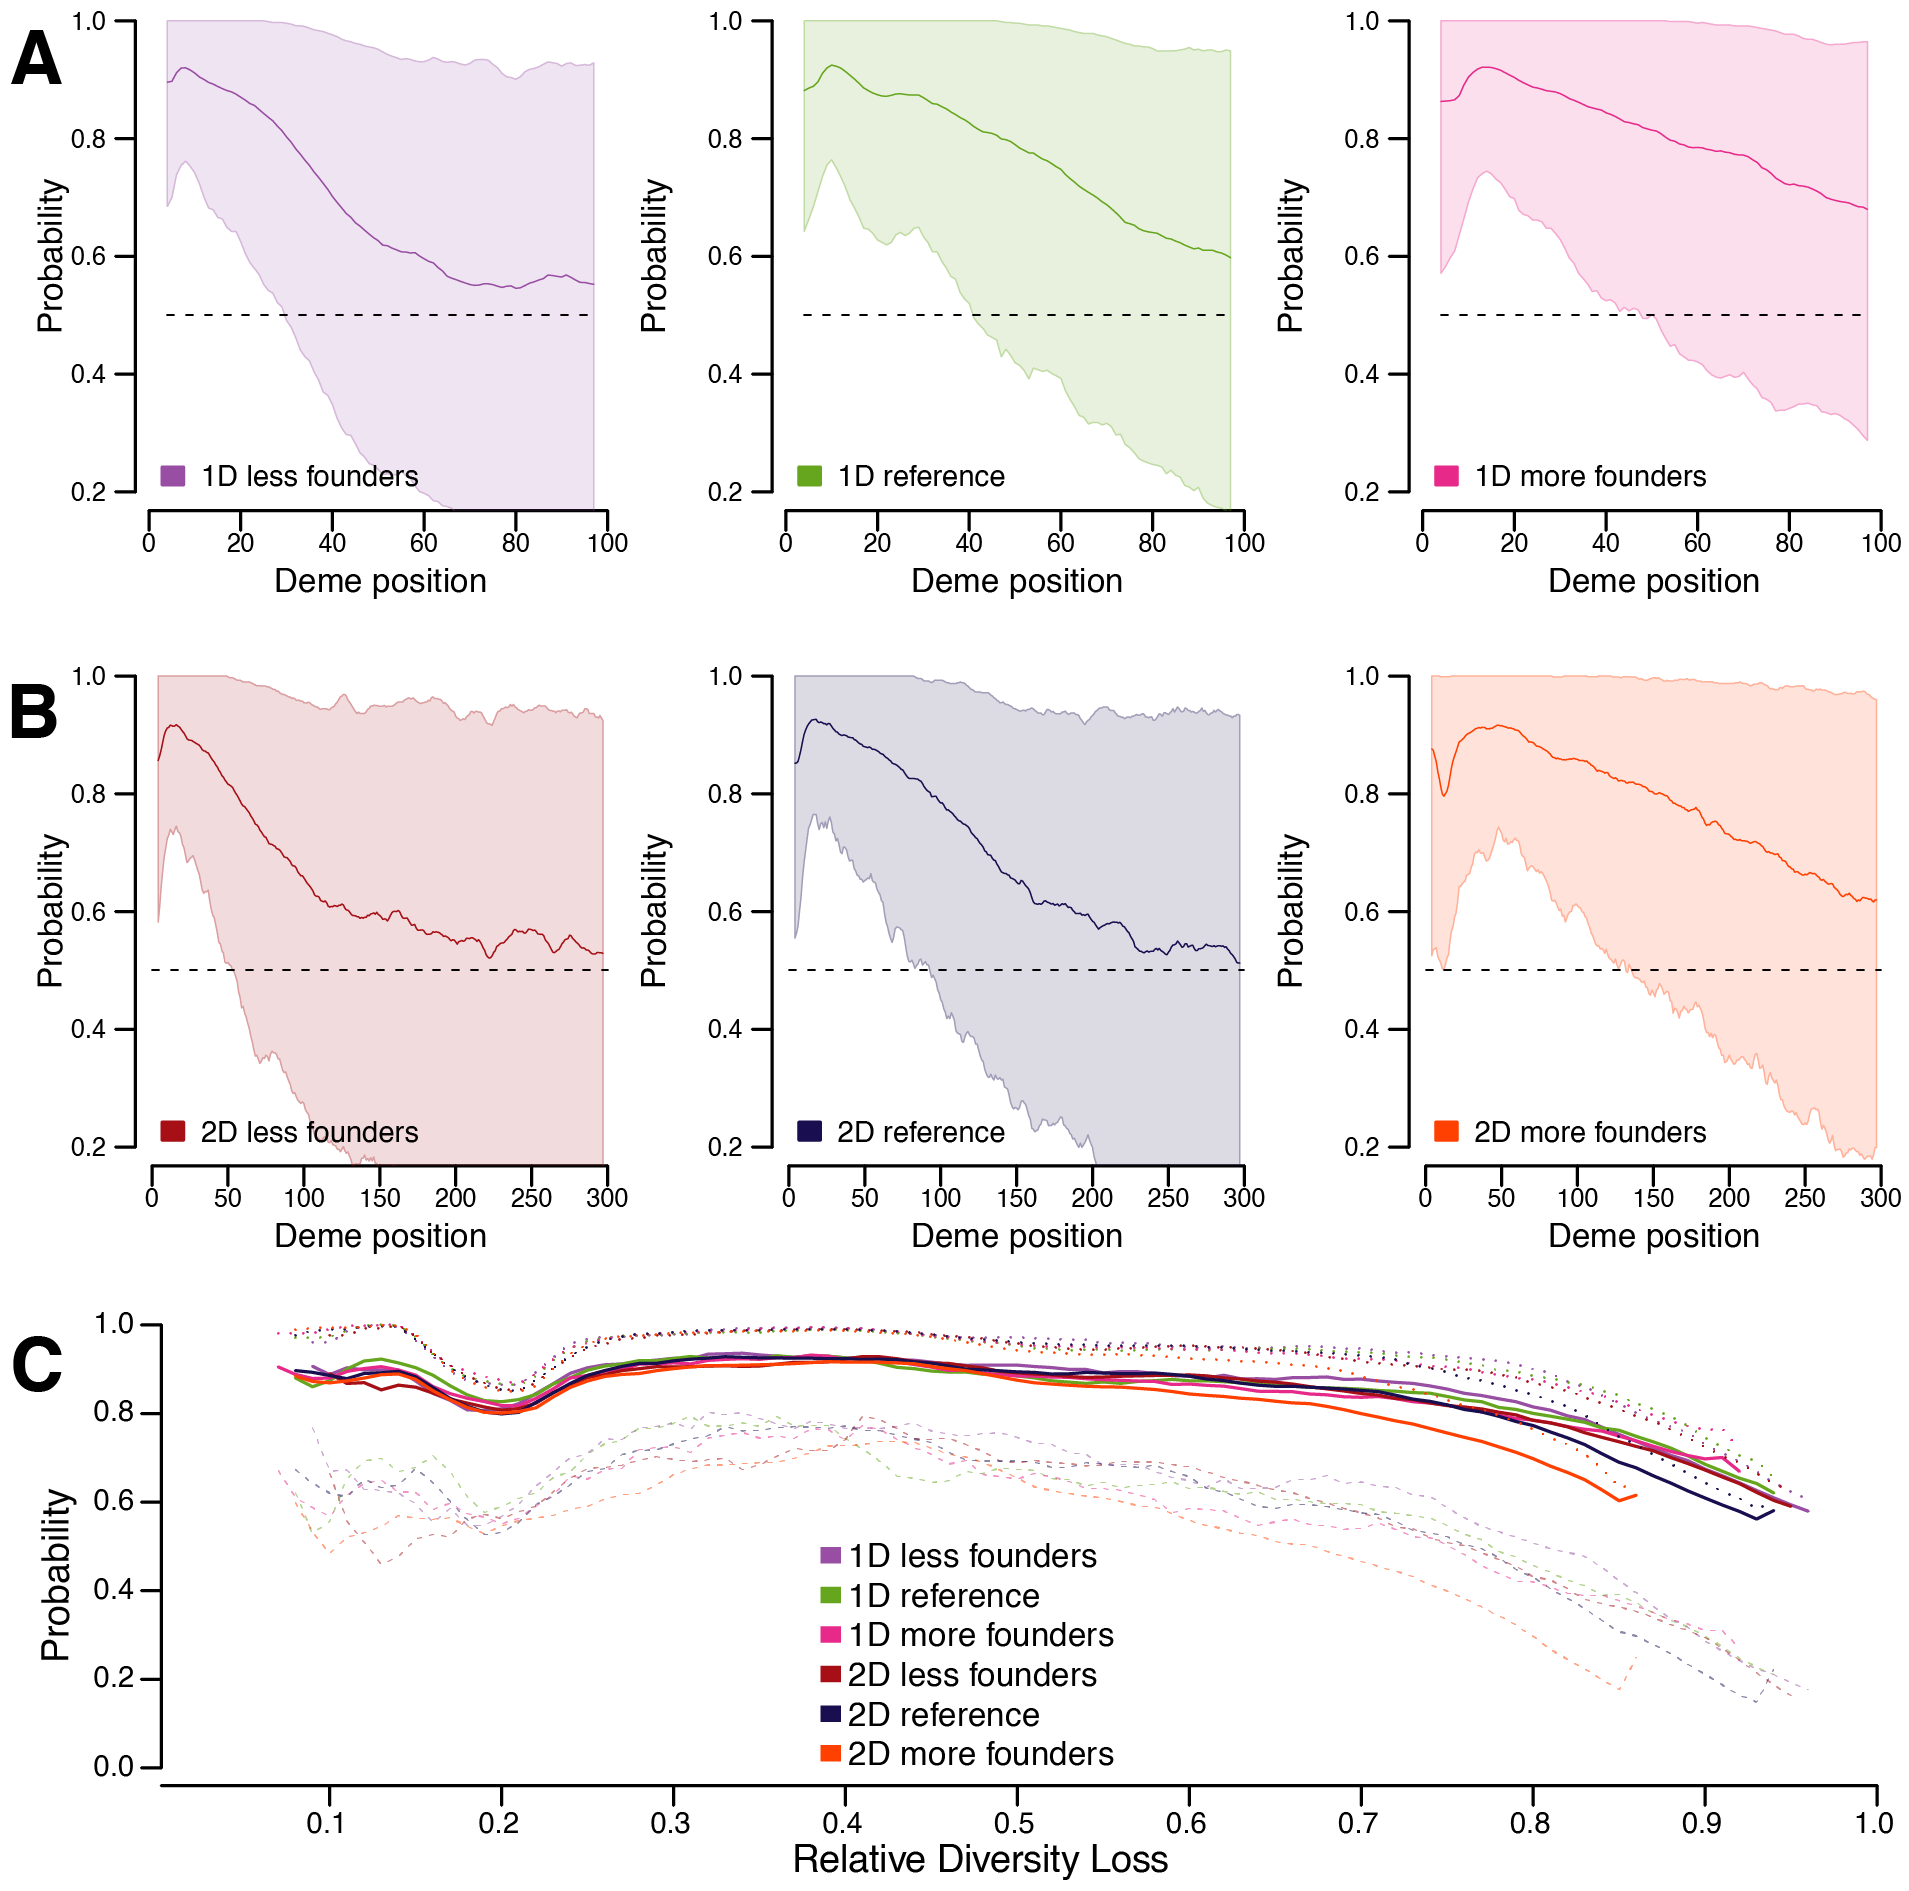 A
1.0
0.8
0.6
0.4
0.2
Probability
1D less founders
0 20 40 60 80 100
Deme position
1.0
0.8
0.6
0.4
0.2
Probability
1D reference
0 20 40 60 80 100
Deme position
1.0
0.8
0.6
0.4
0.2
Probability
1D more founders
0 20 40 60 80 100
Deme position
B
1.0
0.8
0.6
0.4
0.2
Probability
2D less founders
0 50 100 150 200 250 300
Deme position
1.0
0.8
0.6
0.4
0.2
Probability
2D reference
0 50 100 150 200 250 300
Deme position
1.0
0.8
0.6
0.4
0.2
Probability
2D more founders
0 50 100 150 200 250 300
Deme position
C
1.0
0.8
0.6
0.4
0.2
0.0
Probability
1D less founders
1D reference
1D more founders
2D less founders
2D reference
2D more founders
0.1 0.2 0.3 0.4 0.5 0.6 0.7 0.8 0.9 1.0
Relative Diversity Loss